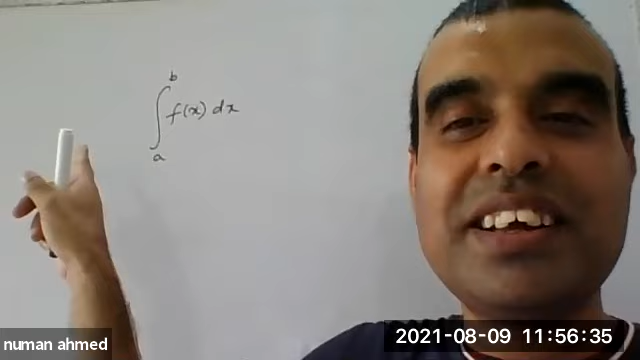 ∫ₐᵇ f(x) dx
numan ahmed
2021-08-09 11:56:35